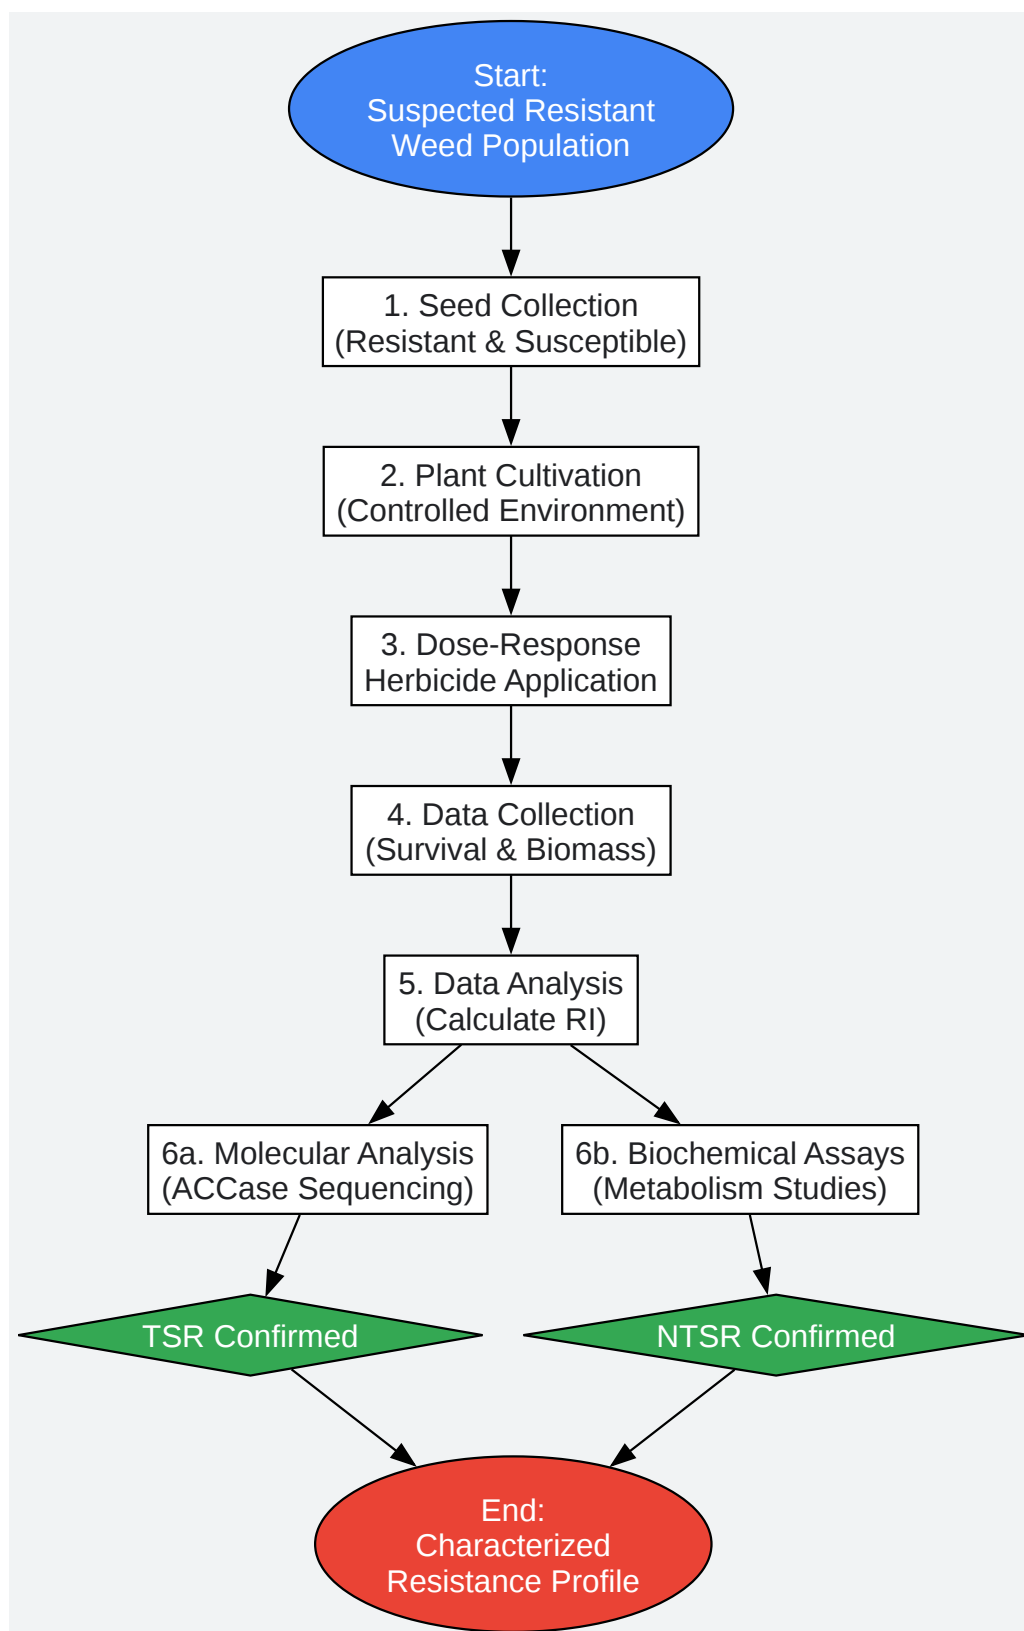 Start:
Suspected Resistant
Weed Population
1. Seed Collection
(Resistant & Susceptible)
2. Plant Cultivation
(Controlled Environment)
3. Dose-Response
Herbicide Application
4. Data Collection
(Survival & Biomass)
5. Data Analysis
(Calculate RI)
6a. Molecular Analysis
(ACCase Sequencing)
6b. Biochemical Assays
(Metabolism Studies)
TSR Confirmed
NTSR Confirmed
End:
Characterized
Resistance Profile